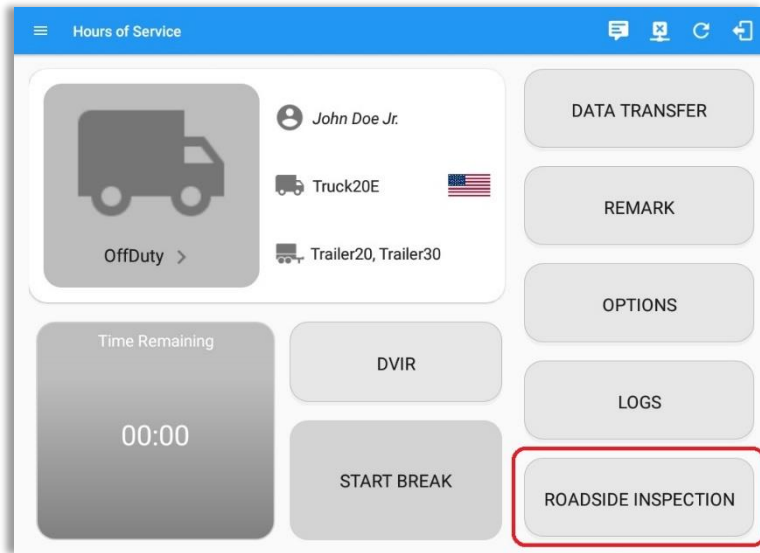 Hours of Service
John Doe Jr.
Truck20E
OffDuty >
Trailer20, Trailer30
Time Remaining
00:00
DVIR
START BREAK
DATA TRANSFER
REMARK
OPTIONS
LOGS
ROADSIDE INSPECTION